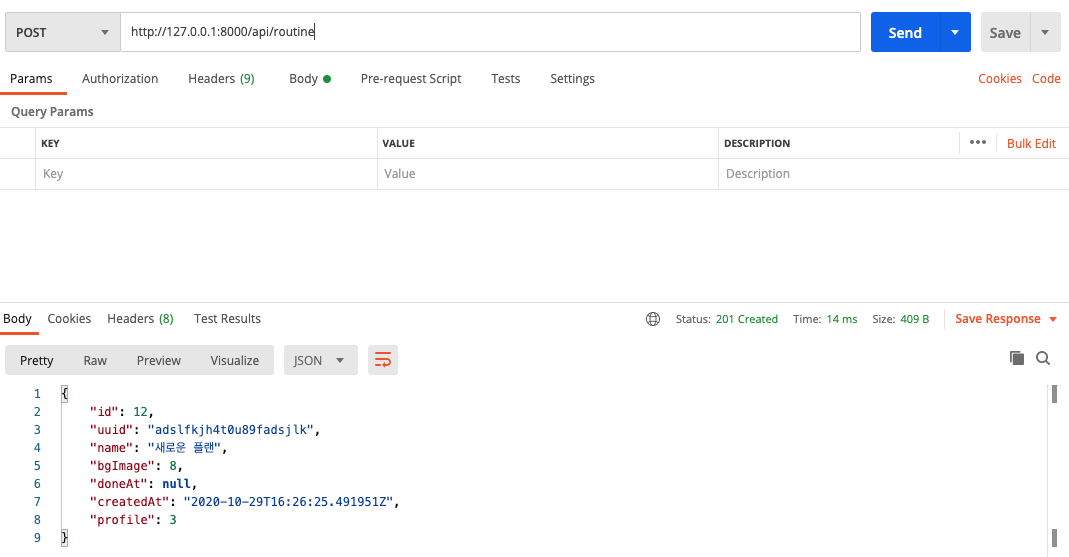 POST http://127.0.0.1:8000/api/routine Send Save
Params Authorization Headers (9) Body Pre-request Script Tests Settings Cookies Code
Query Params
KEY VALUE DESCRIPTION ••• Bulk Edit
Key Value Description
Body Cookies Headers (8) Test Results Status: 201 Created Time: 14 ms Size: 409 B Save Response
Pretty Raw Preview Visualize JSON
1 {
2 "id": 12,
3 "uuid": "adslfkjh4t0u89fadsjlk",
4 "name": "새로운 플랜",
5 "bgImage": 8,
6 "doneAt": null,
7 "createdAt": "2020-10-29T16:26:25.491951Z",
8 "profile": 3
9 }